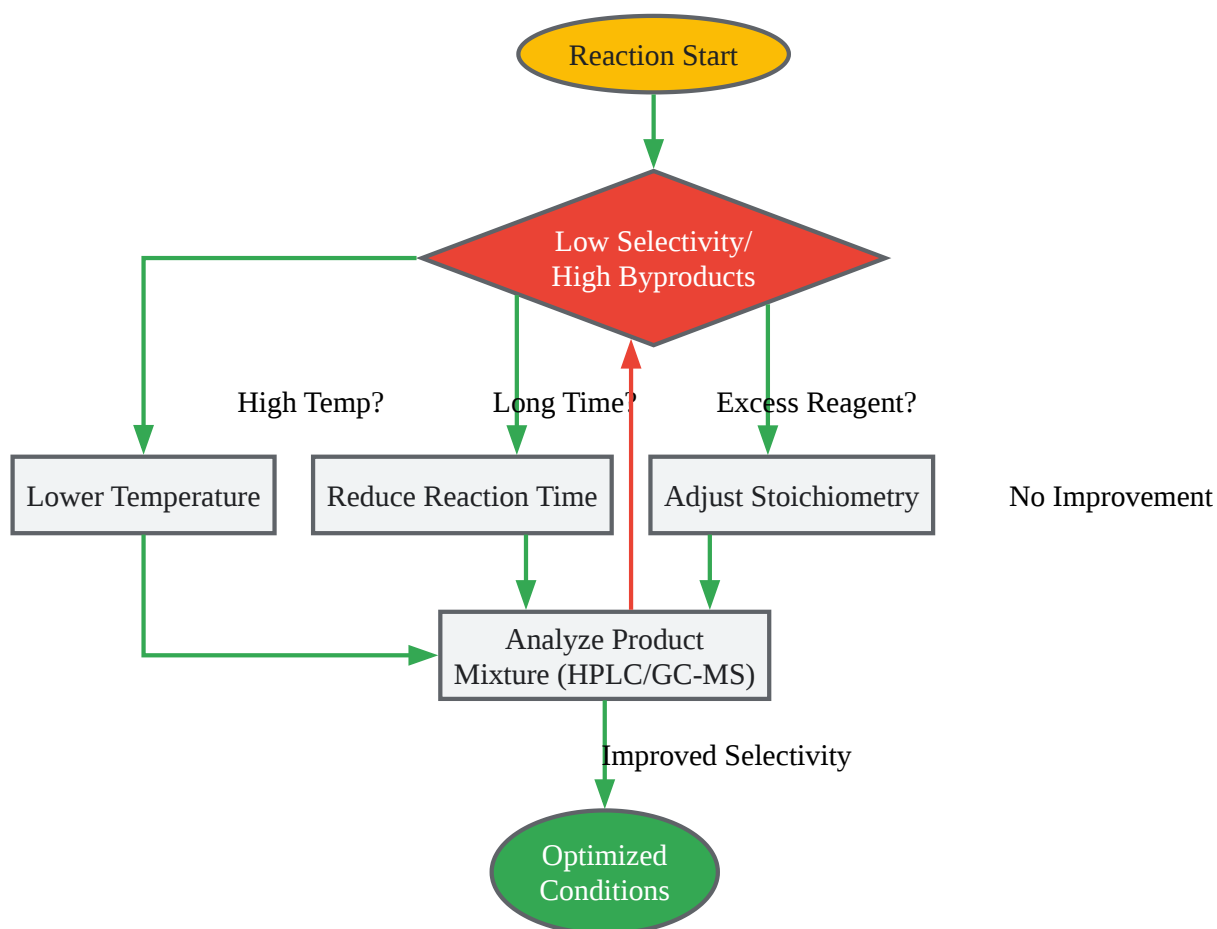 Reaction Start
Low Selectivity/
High Byproducts
High Temp?
Long Time?
Excess Reagent?
Lower Temperature
Reduce Reaction Time
Adjust Stoichiometry
No Improvement
Analyze Product
Mixture (HPLC/GC-MS)
Improved Selectivity
Optimized
Conditions